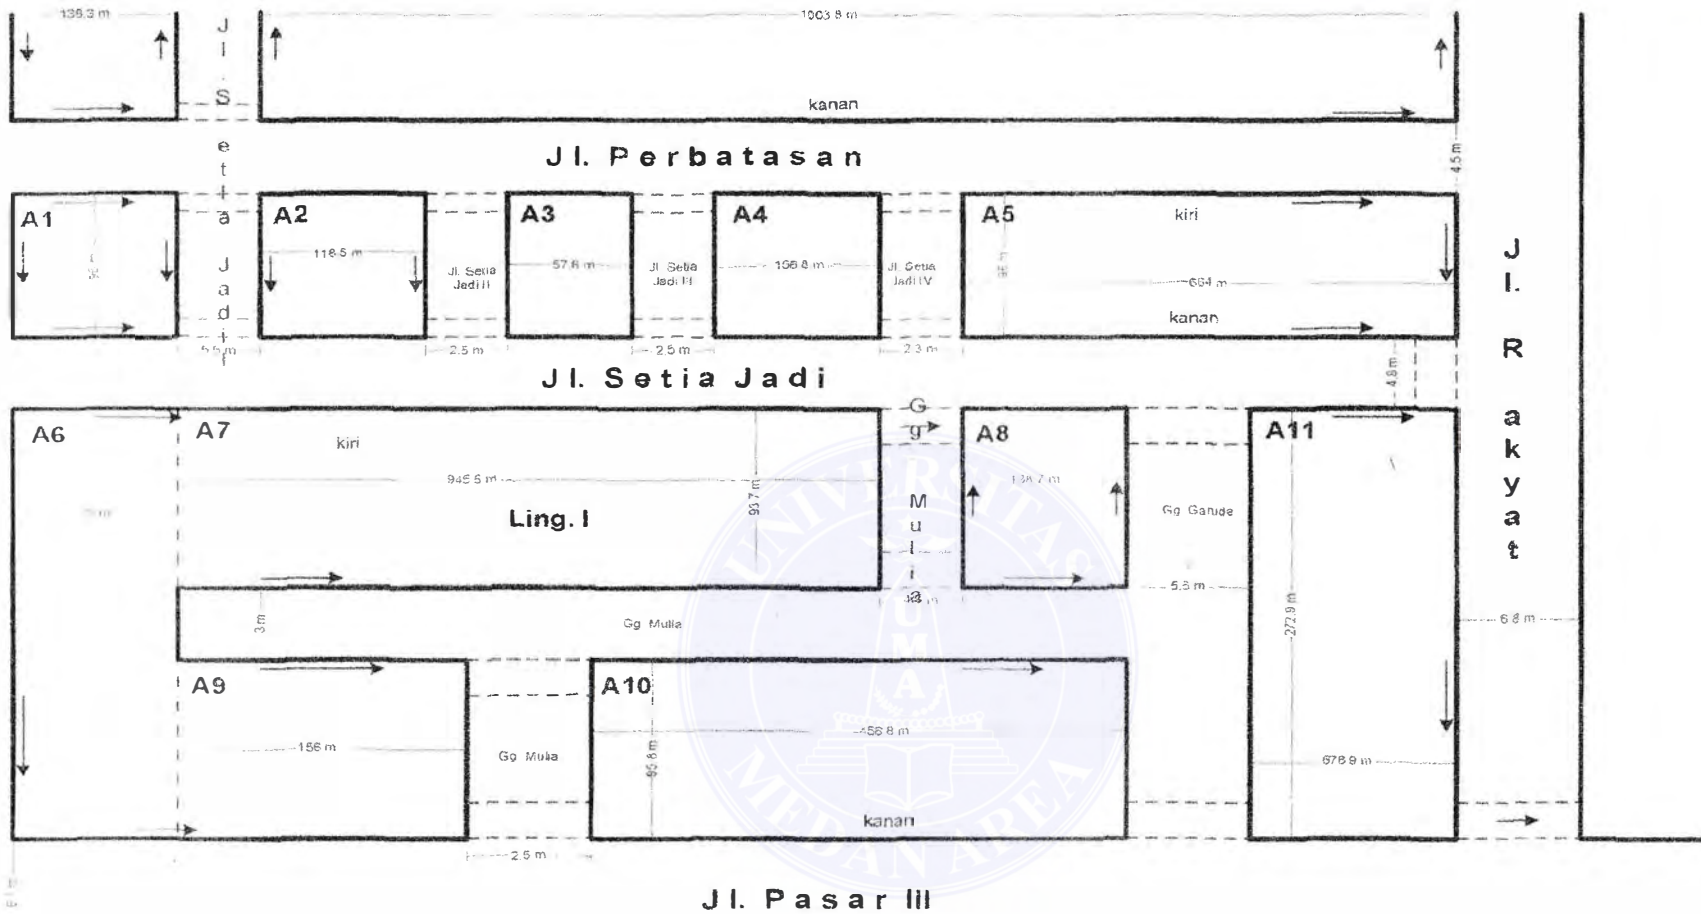 138.3 m
1003.8 m
Jl. Setia Jadi I
kanan
Jl. Perbatasan
4.5 m
A1
A2
A3
A4
A5
kiri
118.5 m
57.8 m
156.8 m
96 m
664 m
Jl. Setia
Jadi II
Jl. Setia
Jadi III
Jl. Setia
Jadi IV
kanan
5.5 m
2.5 m
2.5 m
2.3 m
Jl. Setia Jadi
4.8 m
Jl. Rakyat
A6
A7
kiri
945.5 m
93.7 m
Ling. I
Gg Mulia
A8
138.7 m
Gg Garuda
A11
272.9 m
678.9 m
5.5 m
6.8 m
3 m
Gg Mulia
A9
156 m
Gg Mulia
A10
456.8 m
95.8 m
kanan
2.5 m
UNIVERSITAS
UMA
MEDAN AREA
Jl. Pasar III